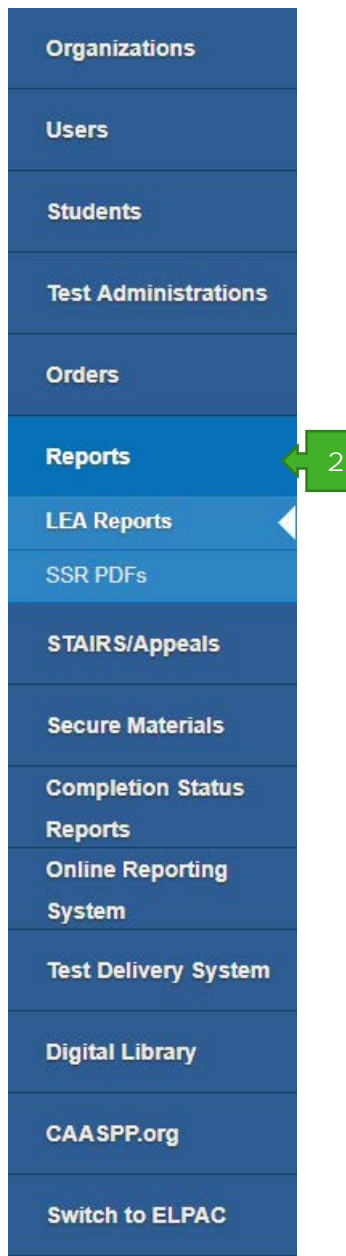 Organizations
Users
Students
Test Administrations
Orders
Reports
2
LEA Reports
SSR PDFs
STAIRS/Appeals
Secure Materials
Completion Status
Reports
Online Reporting
System
Test Delivery System
Digital Library
CAASPP.org
Switch to ELPAC